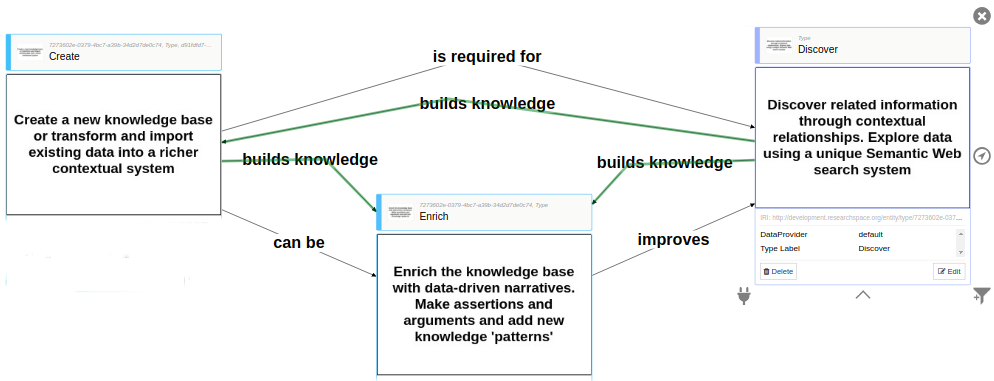 7273602e-0379-4bc7-a39b-34d2d7de0c74, Type, d91fdfd7-...
Create
Create a new knowledge base
or transform and import
existing data into a richer
contextual system
is required for
builds knowledge
builds knowledge
builds knowledge
can be
improves
7273602e-0379-4bc7-a39b-34d2d7de0c74, Type
Enrich
Enrich the knowledge base
with data-driven narratives.
Make assertions and
arguments and add new
knowledge 'patterns'
Type
Discover
Discover related information
through contextual
relationships. Explore data
using a unique Semantic Web
search system
IRI: http://development.researchspace.org/entity/type/7273602e-037...
DataProvider default
Type Label Discover
Delete Edit